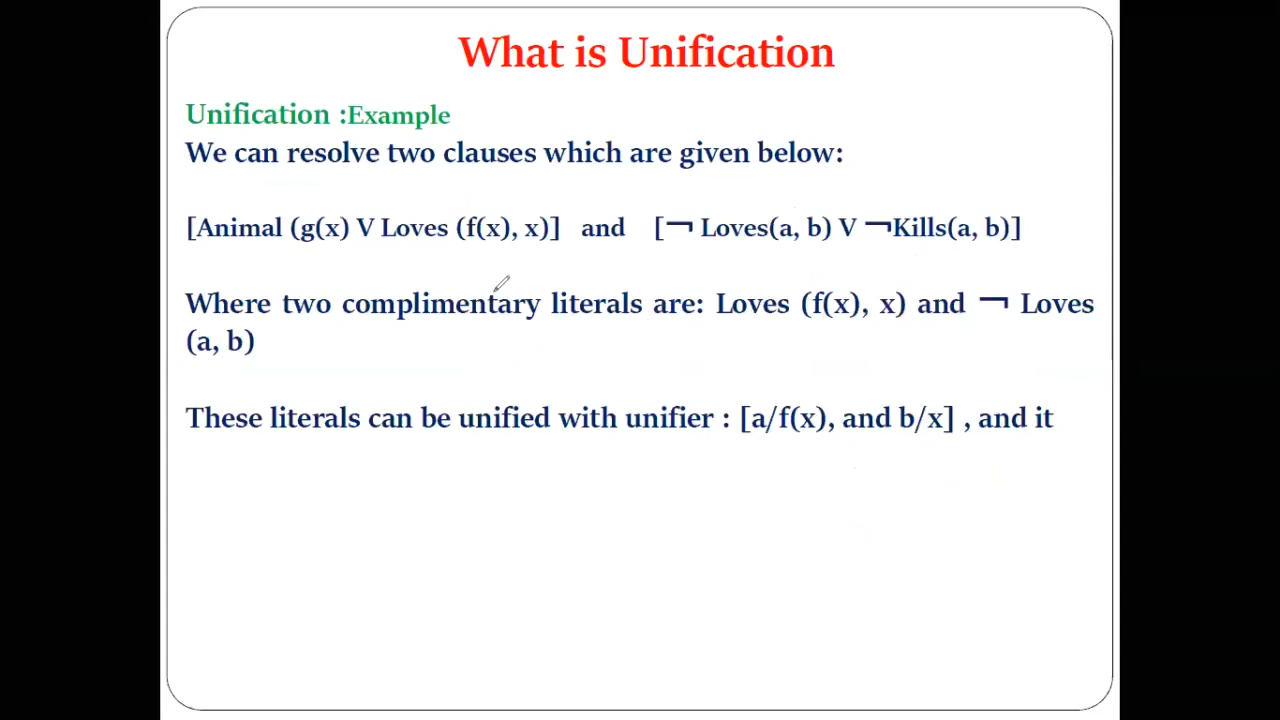 What is Unification
Unification :Example
We can resolve two clauses which are given below:
[Animal (g(x) V Loves (f(x), x)] and [¬ Loves(a, b) V ¬Kills(a, b)]
Where two complimentary literals are: Loves (f(x), x) and ¬ Loves
(a, b)
These literals can be unified with unifier : [a/f(x), and b/x] , and it